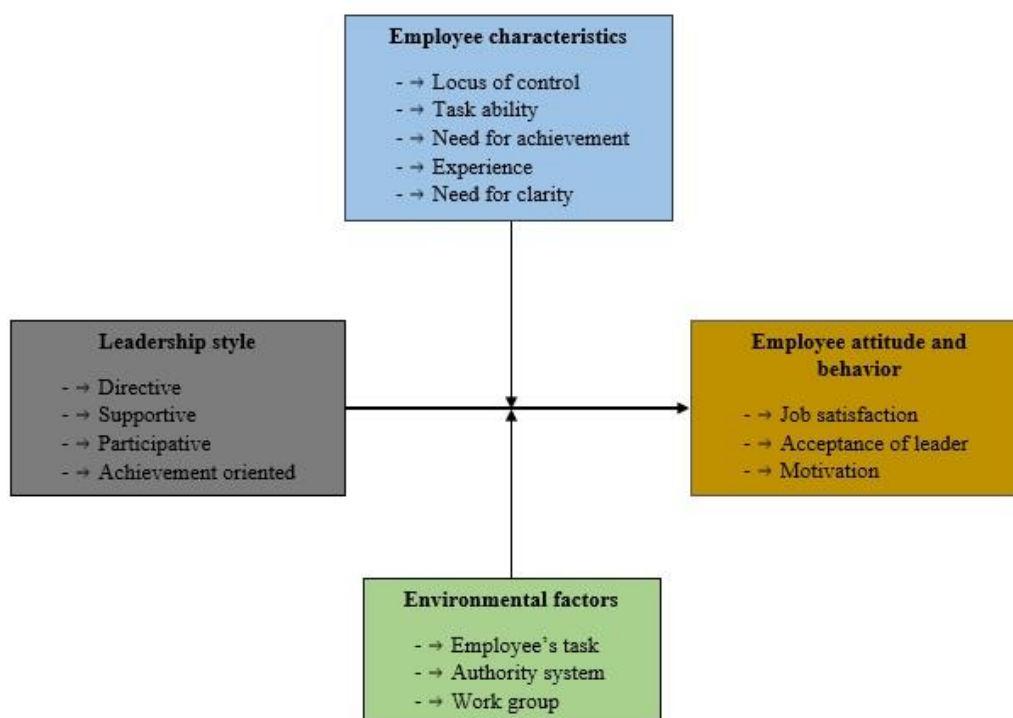 Employee characteristics
- → Locus of control
- → Task ability
- → Need for achievement
- → Experience
- → Need for clarity
Leadership style
- → Directive
- → Supportive
- → Participative
- → Achievement oriented
Employee attitude and
behavior
- → Job satisfaction
- → Acceptance of leader
- → Motivation
Environmental factors
- → Employee’s task
- → Authority system
- → Work group